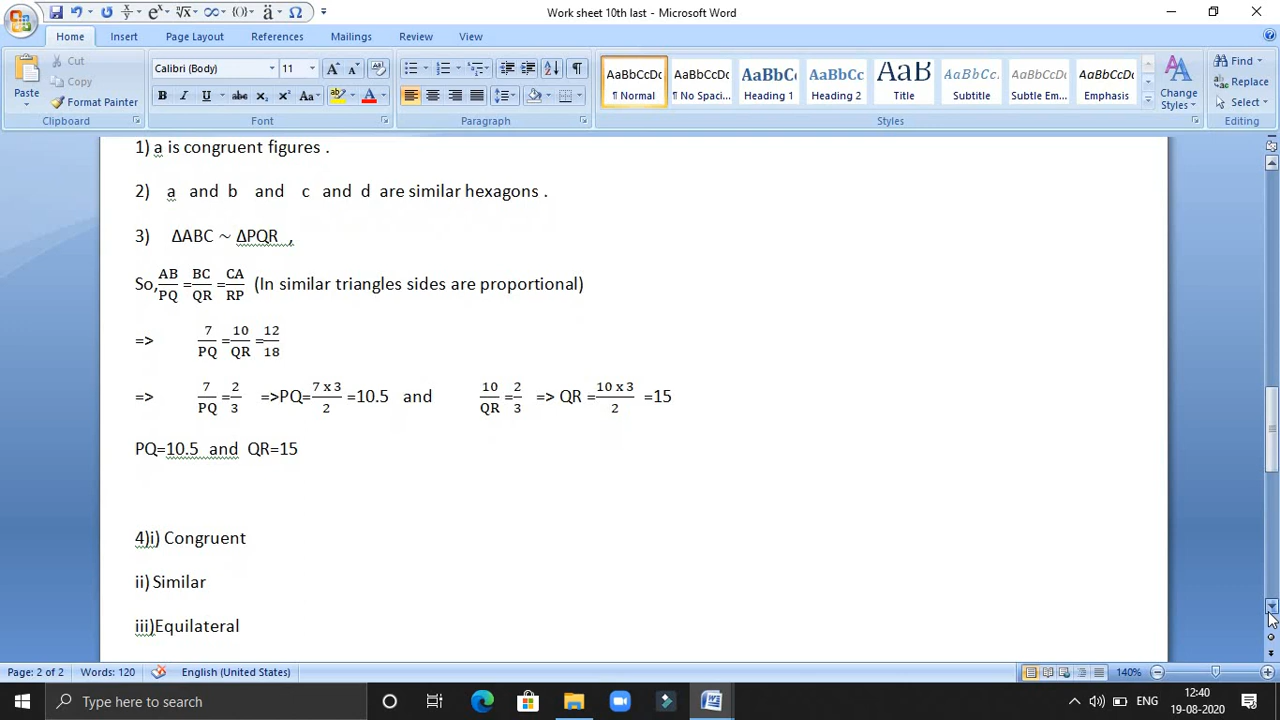 Work sheet 10th last - Microsoft Word
Home Insert Page Layout References Mailings Review View
Paste Cut Copy Format Painter
Calibri (Body) 11
AaBbCcDc AaBbCcDc AaBbCc AaBbCc AaB AaBbCc. AaBbCcDc AaBbCcDc
¶ Normal ¶ No Spaci... Heading 1 Heading 2 Title Subtitle Subtle Em... Emphasis
Change Styles
Find Replace Select
Clipboard Font Paragraph Styles Editing
1) a is congruent figures .
2) a and b and c and d are similar hexagons .
3) ΔABC ~ ΔPQR ,
So, AB/PQ = BC/QR = CA/RP (In similar triangles sides are proportional)
=> 7/PQ = 10/QR = 12/18
=> 7/PQ = 2/3 =>PQ= 7 x 3/2 =10.5 and 10/QR = 2/3 => QR = 10 x 3/2 =15
PQ=10.5 and QR=15
4)i) Congruent
ii) Similar
iii)Equilateral
Page: 2 of 2 Words: 120 English (United States) 140%
Type here to search
ENG 12:40 19-08-2020